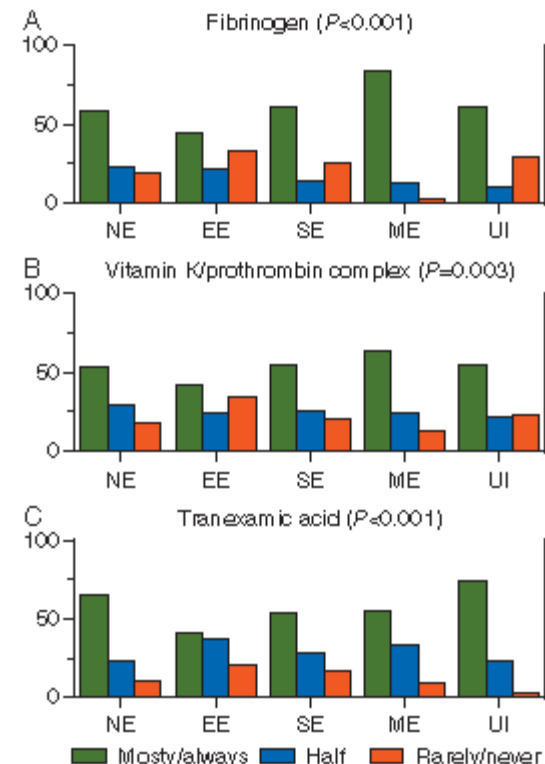 A
Fibrinogen (P<0.001)
100
50
0
NE EE SE ME UI
B
Vitamin K/prothrombin complex (P=0.003)
100
50
0
NE EE SE ME UI
C
Tranexamic acid (P<0.001)
100
50
0
NE EE SE ME UI
Mosty/always Half Rarely/never